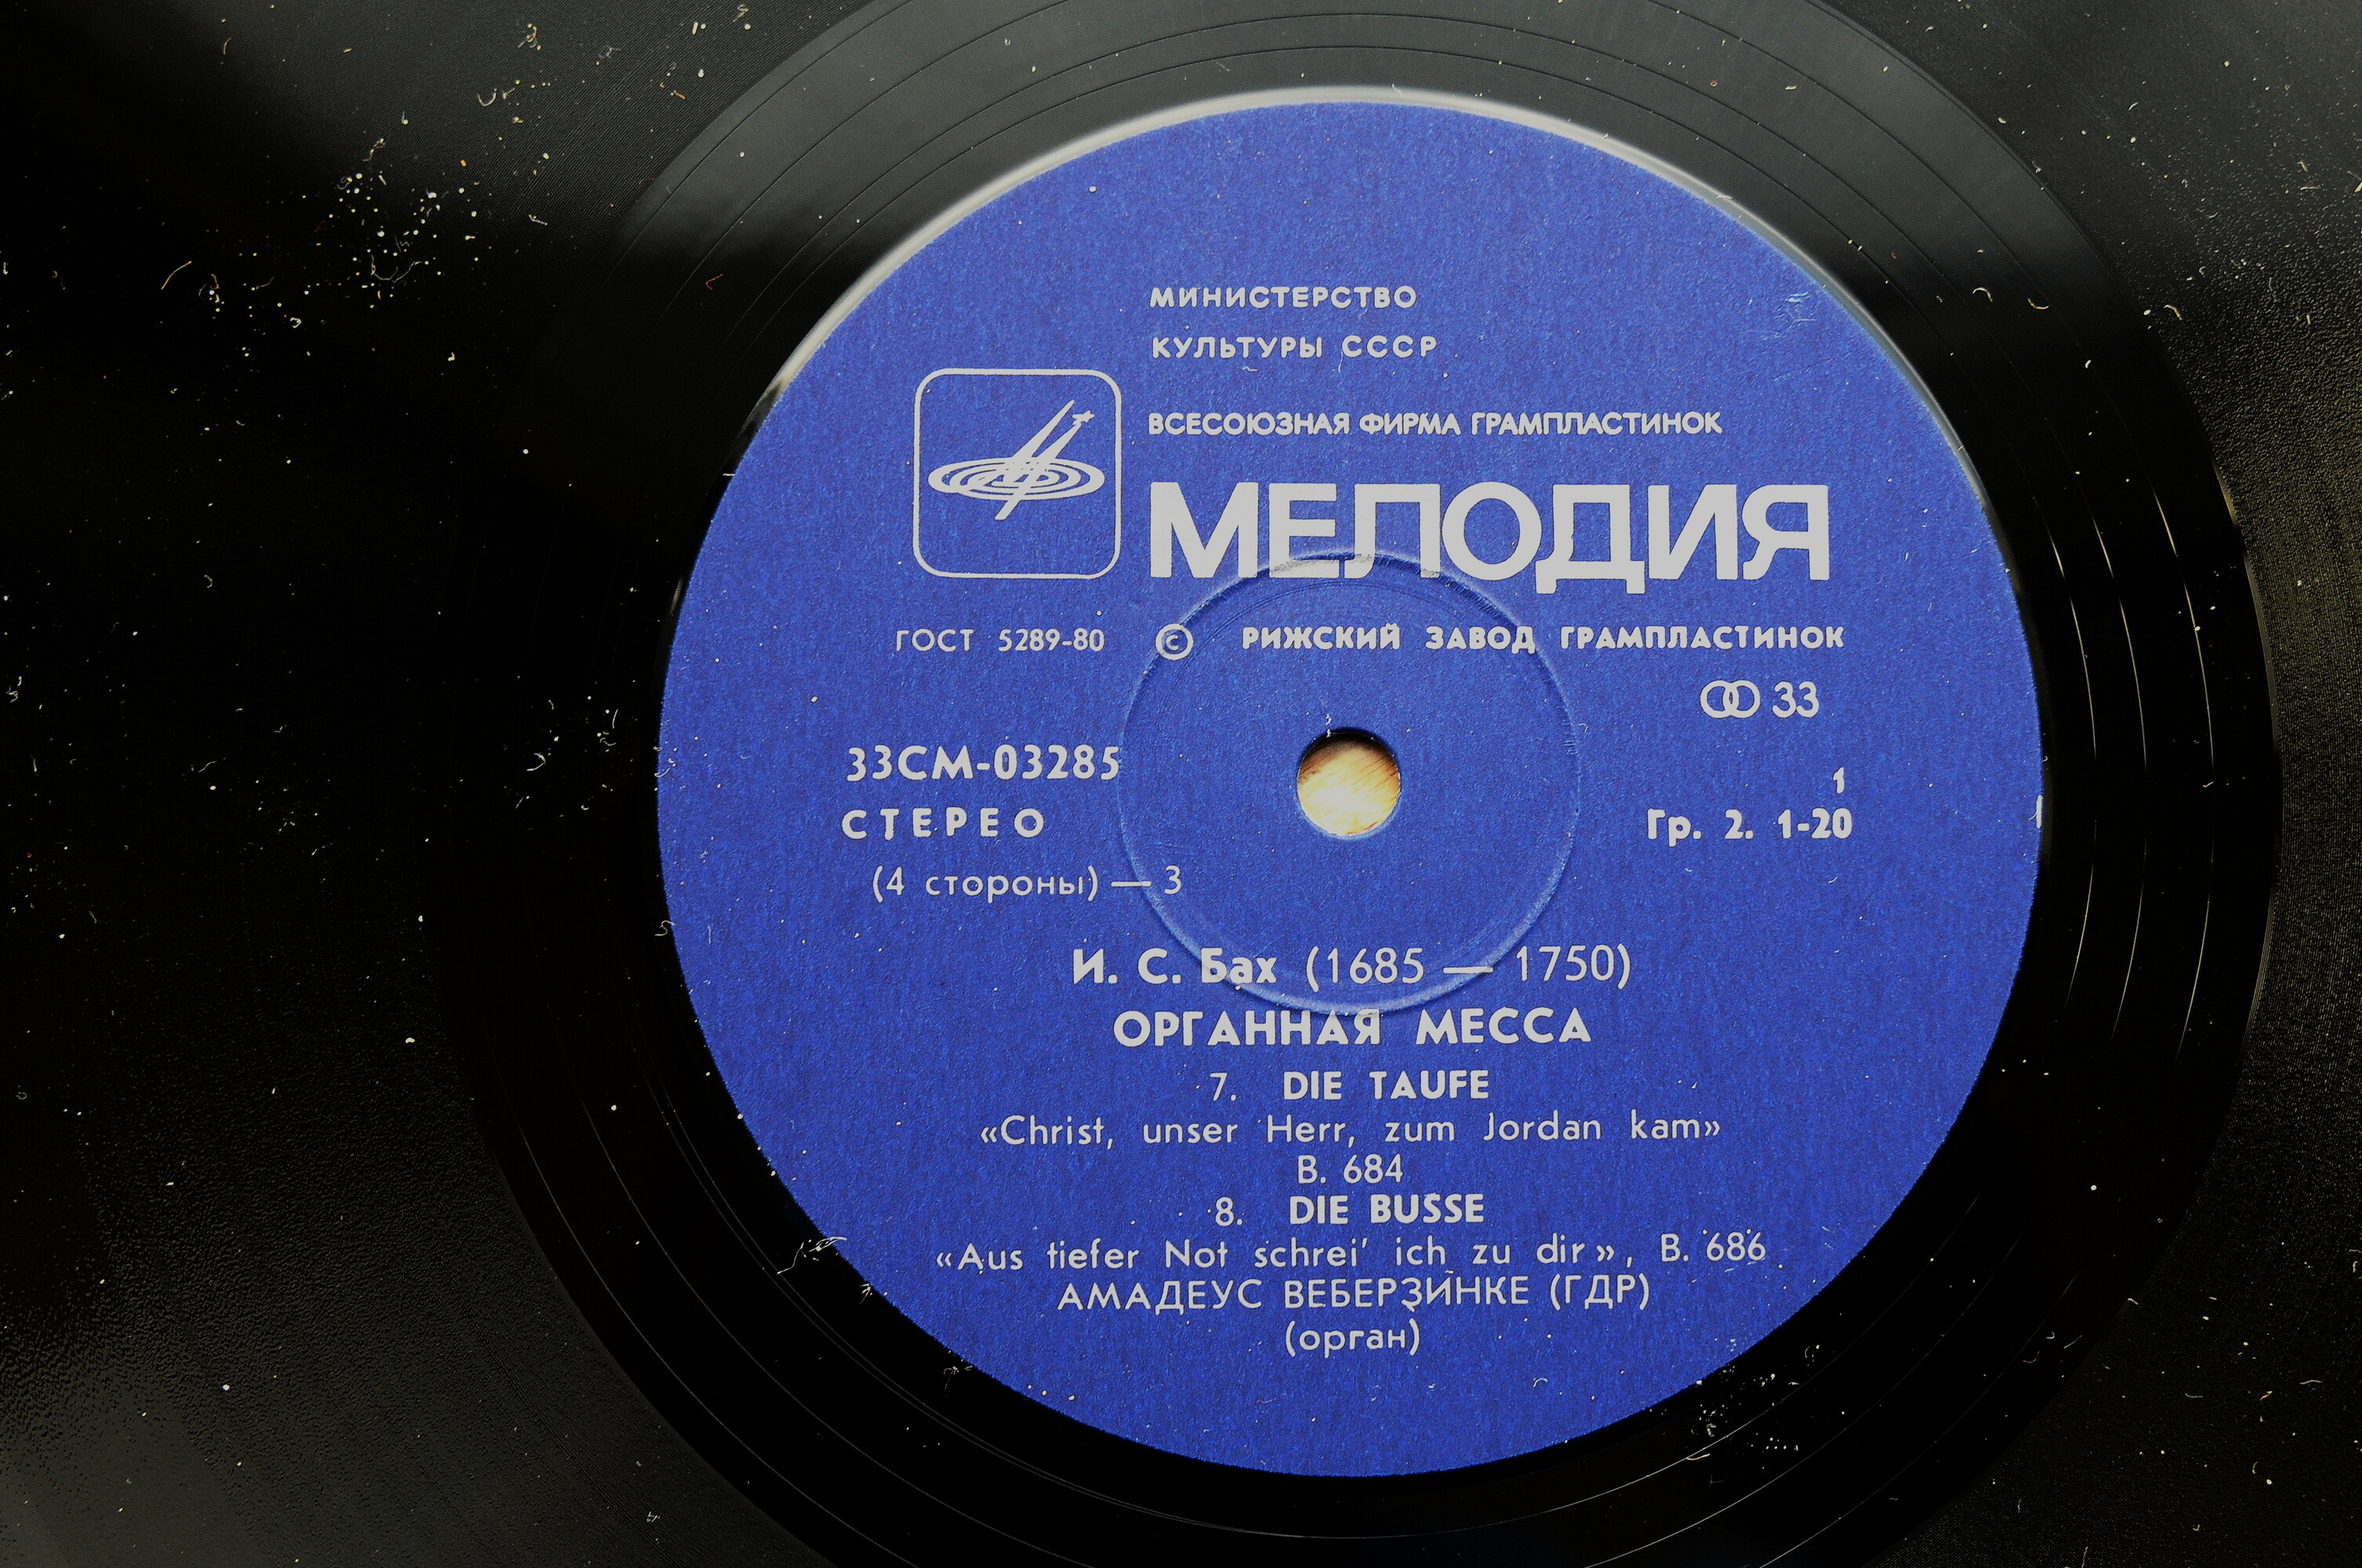 МИНИСТЕРСТВО
КУЛЬТУРЫ СССР
ВСЕСОЮЗНАЯ ФИРМА ГРАМПЛАСТИНОК
МЕЛОДИЯ
ГОСТ 5289-80 © РИЖСКИЙ ЗАВОД ГРАМПЛАСТИНОК
33
33СМ-03285
1
СТЕРЕО Гр. 2. 1-20
(4 стороны) — 3
И. С. Бах (1685 — 1750)
ОРГАННАЯ МЕССА
7. DIE TAUFE
«Christ, unser Herr, zum Jordan kam»
B. 684
8. DIE BUSSE
«Aus tiefer Not schrei' ich zu dir», B. 686
АМАДЕУС ВЕБЕРЗИНКЕ (ГДР)
(орган)